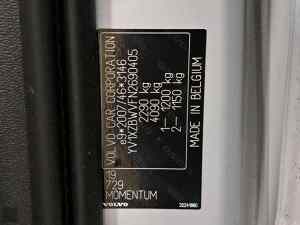 VOLVO CAR CORPORATION
e9*2007/46*3146
YV1XZBWVFN2690405
2290 kg
4090 kg
1– 1200 kg
2– 1150 kg
MADE IN BELGIUM
719
729
MOMENTUM
VOLVO